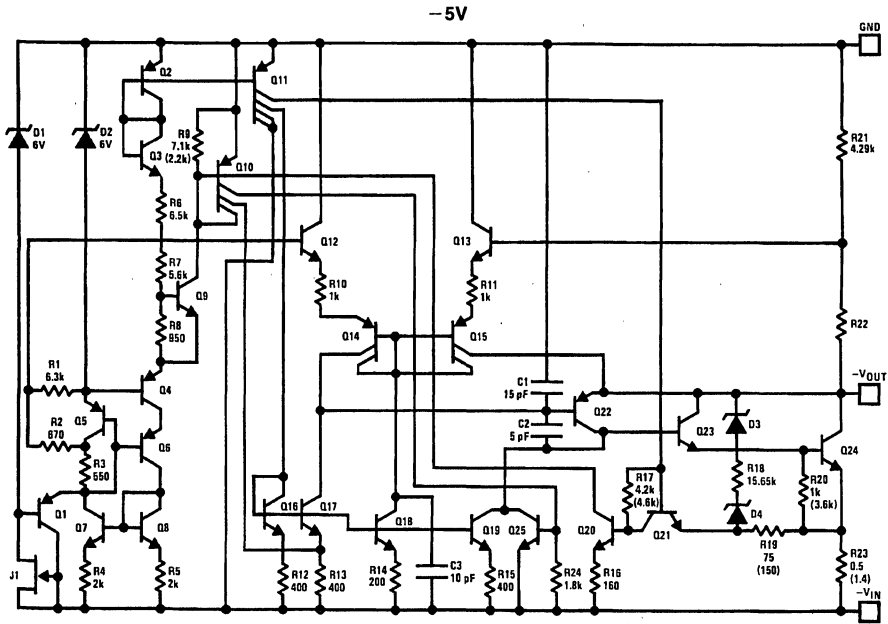 −5V
GND
Q2
Q11
D1
6V
D2
6V
R9
7.1k
(2.2k)
R21
4.29k
Q3
Q10
R6
6.5k
Q12
Q13
R7
5.6k
R10
1k
R11
1k
Q9
R8
950
Q14
Q15
R22
R1
6.3k
Q4
C1
15 pF
−VOUT
Q5
Q22
R2
670
Q6
C2
5 pF
Q23
D3
Q24
R3
550
R17
4.2k
(4.6k)
R18
15.65k
R20
1k
(3.6k)
Q1
Q7
Q8
Q16
Q17
Q18
Q19
Q25
Q20
D4
Q21
R19
75
(150)
J1
R4
2k
R5
2k
R12
400
R13
400
R14
200
C3
10 pF
R15
400
R24
1.8k
R16
160
R23
0.5
(1.4)
−VIN